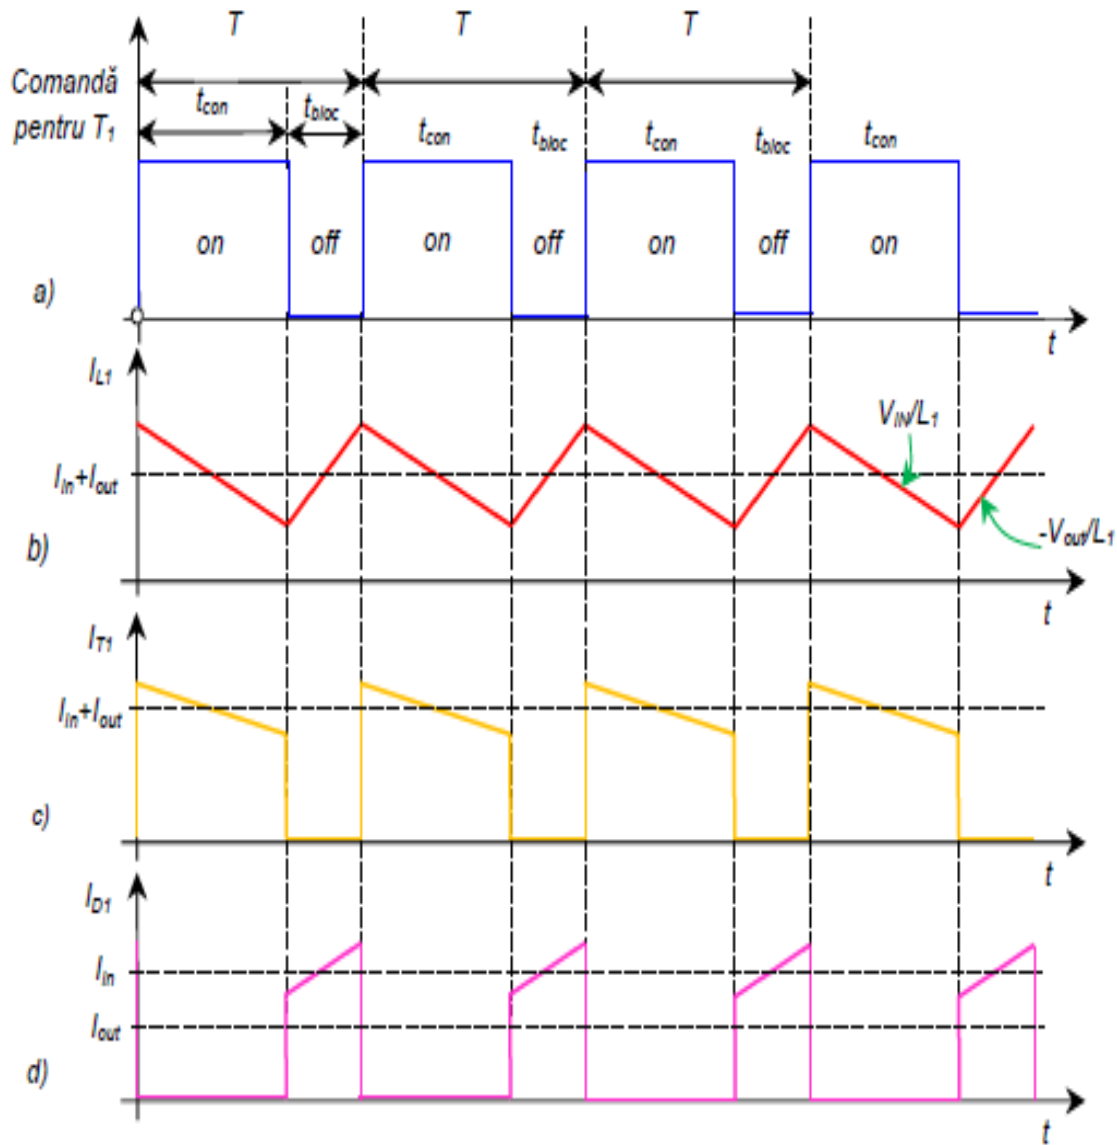 T T T
Comandă
pentru T1
tcon tbloc tcon tbloc tcon tbloc tcon
on off on off on off on
a)
t
IL1
VIN/L1
Iin+Iout
-Vout/L1
b)
t
IT1
Iin+Iout
c)
t
ID1
Iin
Iout
d)
t